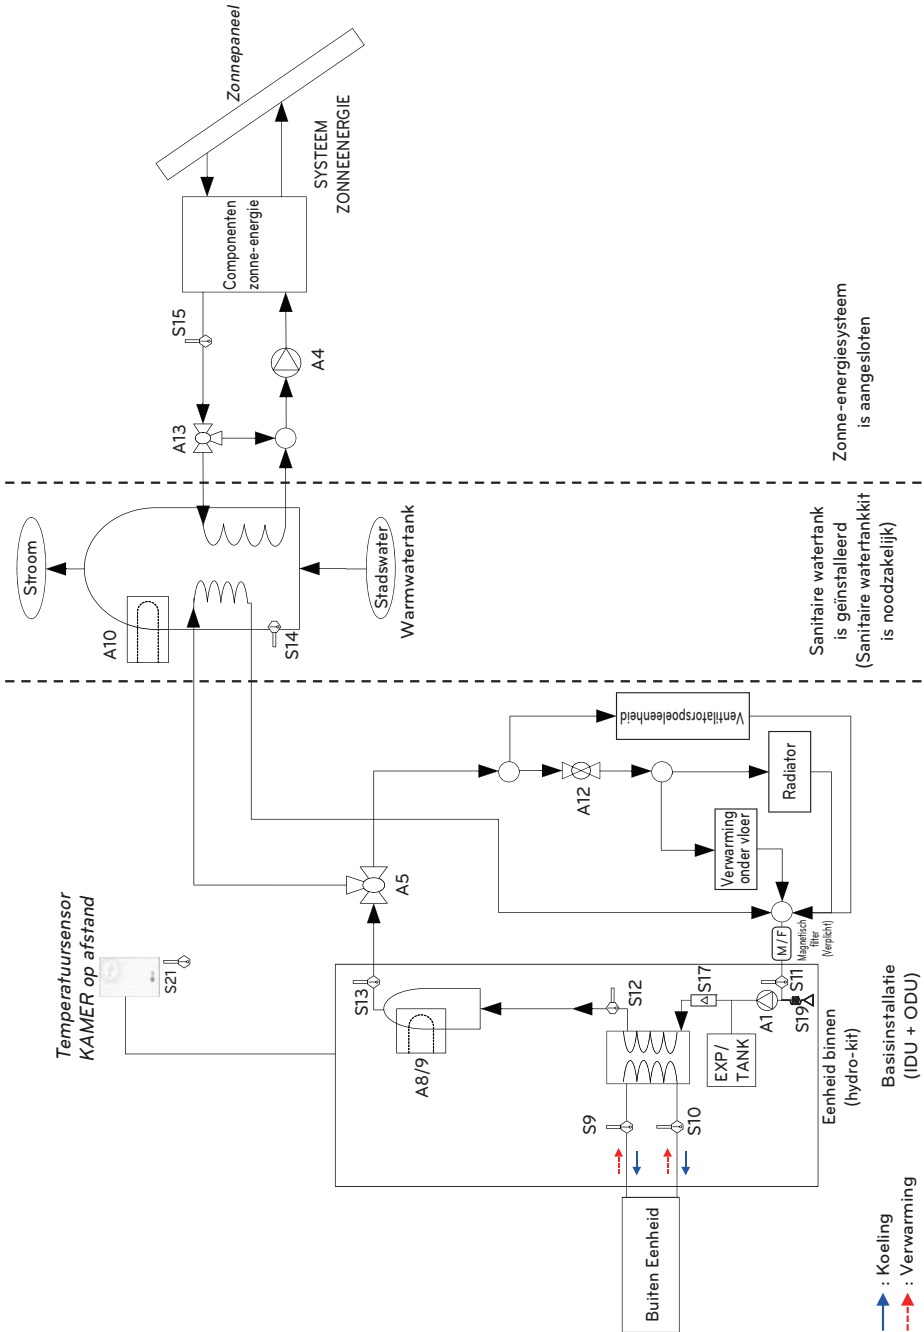 Zonnepaneel
SYSTEEM
ZONNEENERGIE
Componenten
zonne-energie
S15
A4
A13
Zonne-energiesysteem
is aangesloten
Stroom
A10
S14
Stadswater
Warmwatertank
Sanitaire watertank
is geïnstalleerd
(Sanitaire watertankkit
is noodzakelijk)
Temperatuursensor
KAMER op afstand
S21
A5
A12
Ventilatorspoeleenheid
Radiator
Verwarming
onder vloer
M/F
Magnetisch
filter
(Verplicht)
S13
A8/9
S12
S17
S11
A1
S19
EXP/
TANK
S9
S10
Eenheid binnen
(hydro-kit)
Basisinstallatie
(IDU + ODU)
Buiten Eenheid
: Koeling
: Verwarming